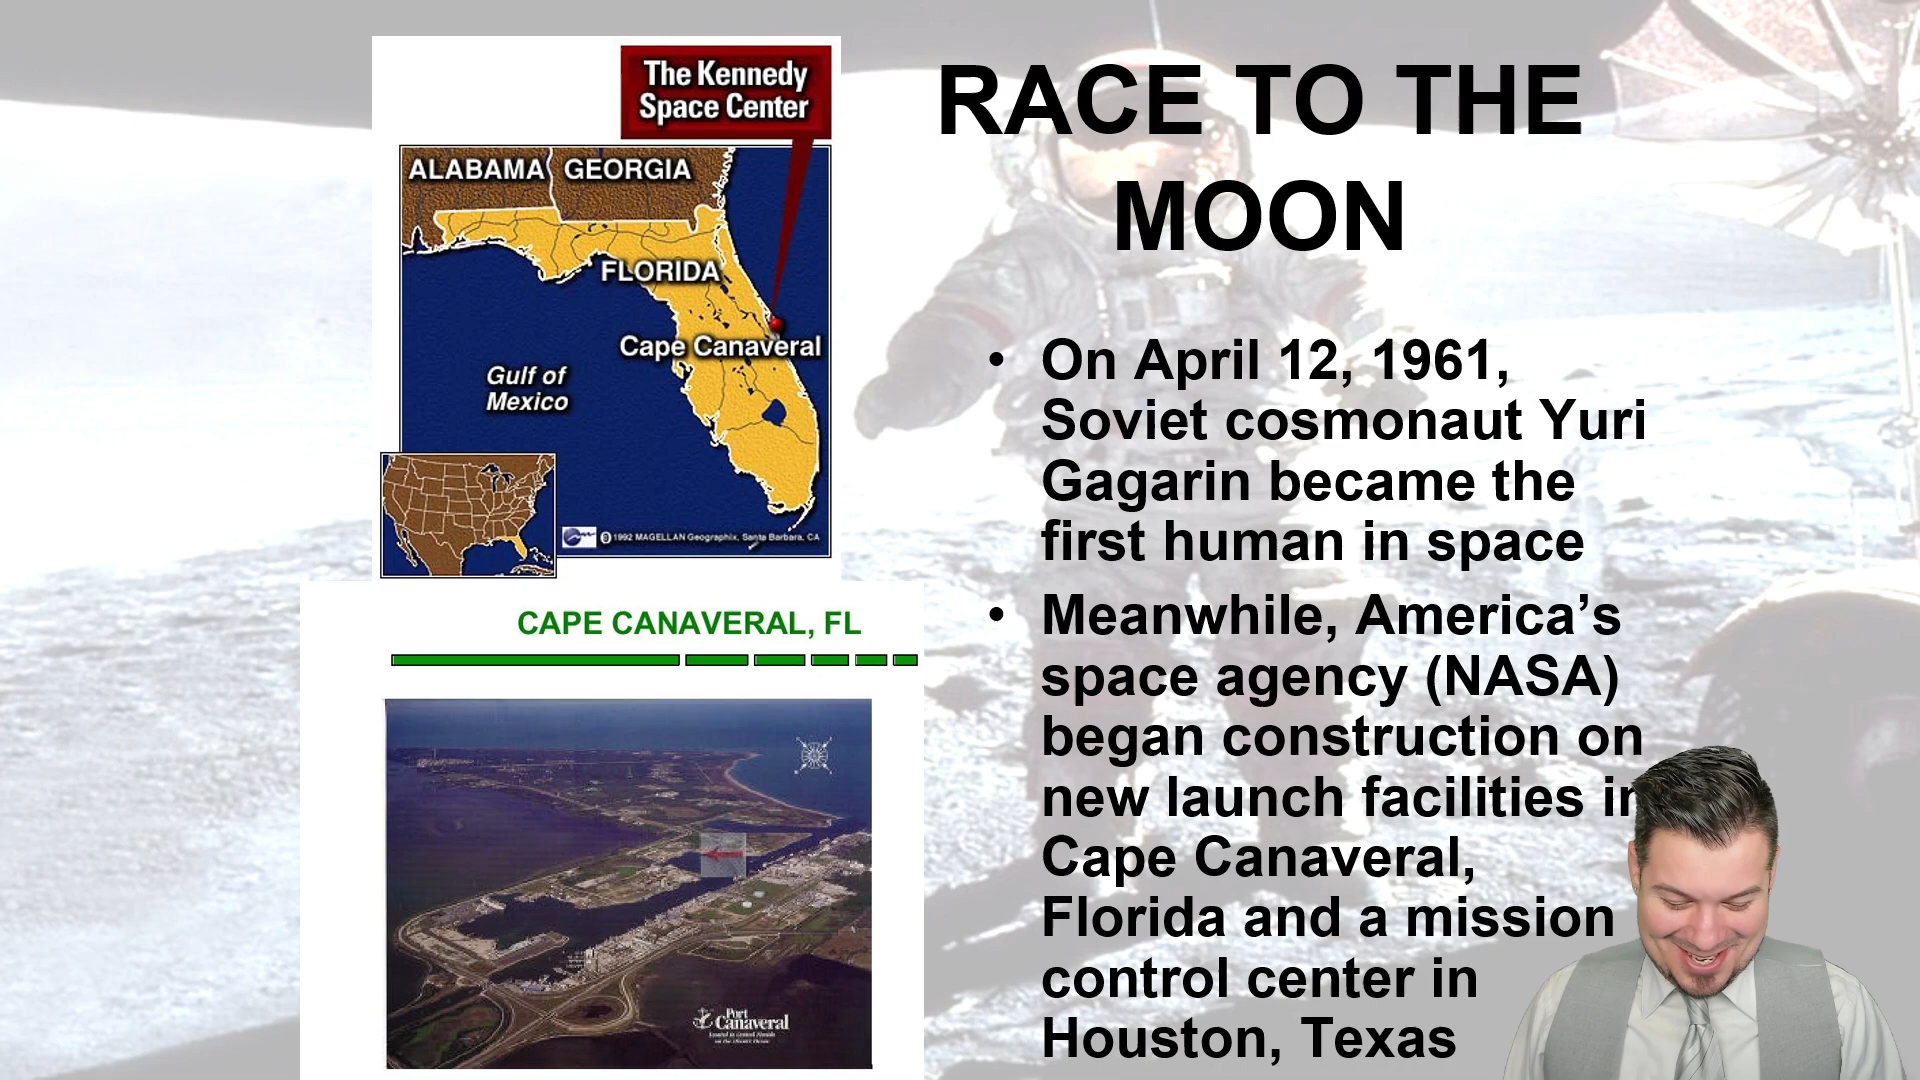 The Kennedy
Space Center
ALABAMA GEORGIA
FLORIDA
Cape Canaveral
Gulf of
Mexico
©1992 MAGELLAN Geographix, Santa Barbara, CA
CAPE CANAVERAL, FL
Port
Canaveral
RACE TO THE
MOON
• On April 12, 1961,
Soviet cosmonaut Yuri
Gagarin became the
first human in space
• Meanwhile, America’s
space agency (NASA)
began construction on
new launch facilities in
Cape Canaveral,
Florida and a mission
control center in
Houston, Texas